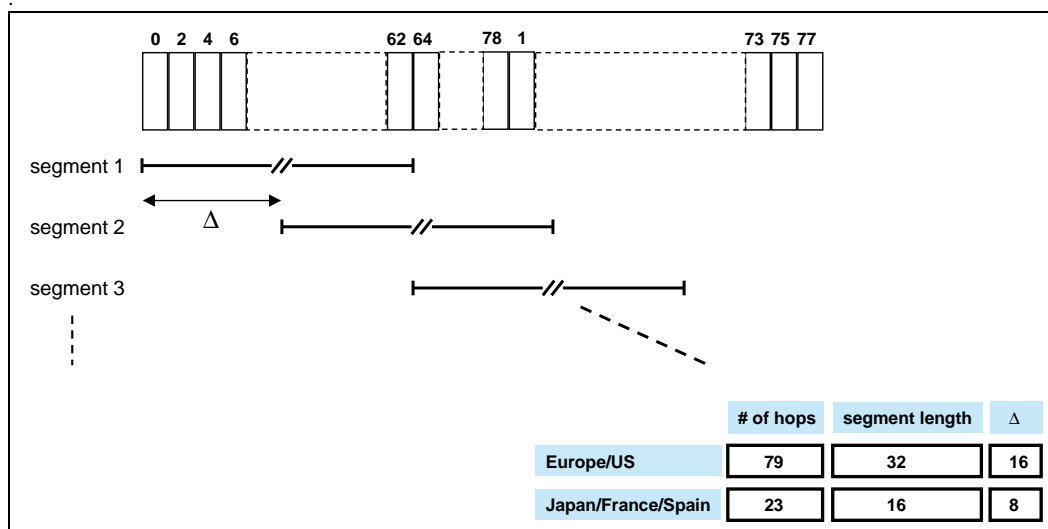 .
0 2 4 6 62 64 78 1 73 75 77
segment 1
Δ
segment 2
segment 3
# of hops segment length Δ
Europe/US 79 32 16
Japan/France/Spain 23 16 8